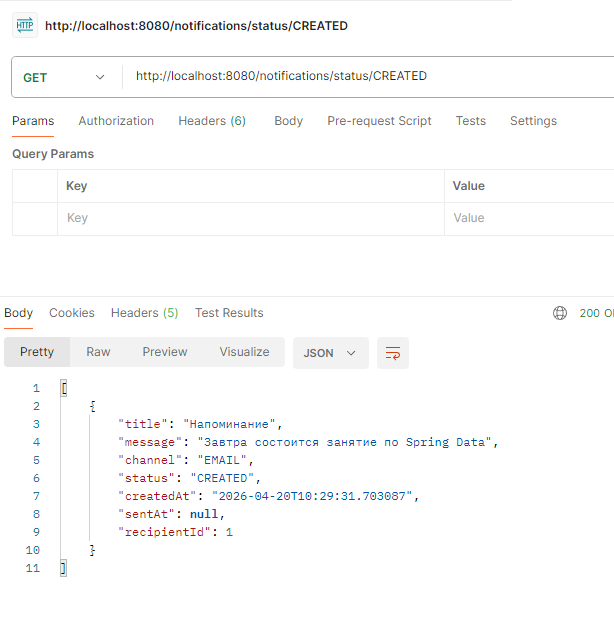 HTTP http://localhost:8080/notifications/status/CREATED
GET http://localhost:8080/notifications/status/CREATED
Params Authorization Headers (6) Body Pre-request Script Tests Settings
Query Params
Key Value
Key Value
Body Cookies Headers (5) Test Results 200 O
Pretty Raw Preview Visualize JSON
1 [
2 {
3 "title": "Напоминание",
4 "message": "Завтра состоится занятие по Spring Data",
5 "channel": "EMAIL",
6 "status": "CREATED",
7 "createdAt": "2026-04-20T10:29:31.703087",
8 "sentAt": null,
9 "recipientId": 1
10 }
11 ]